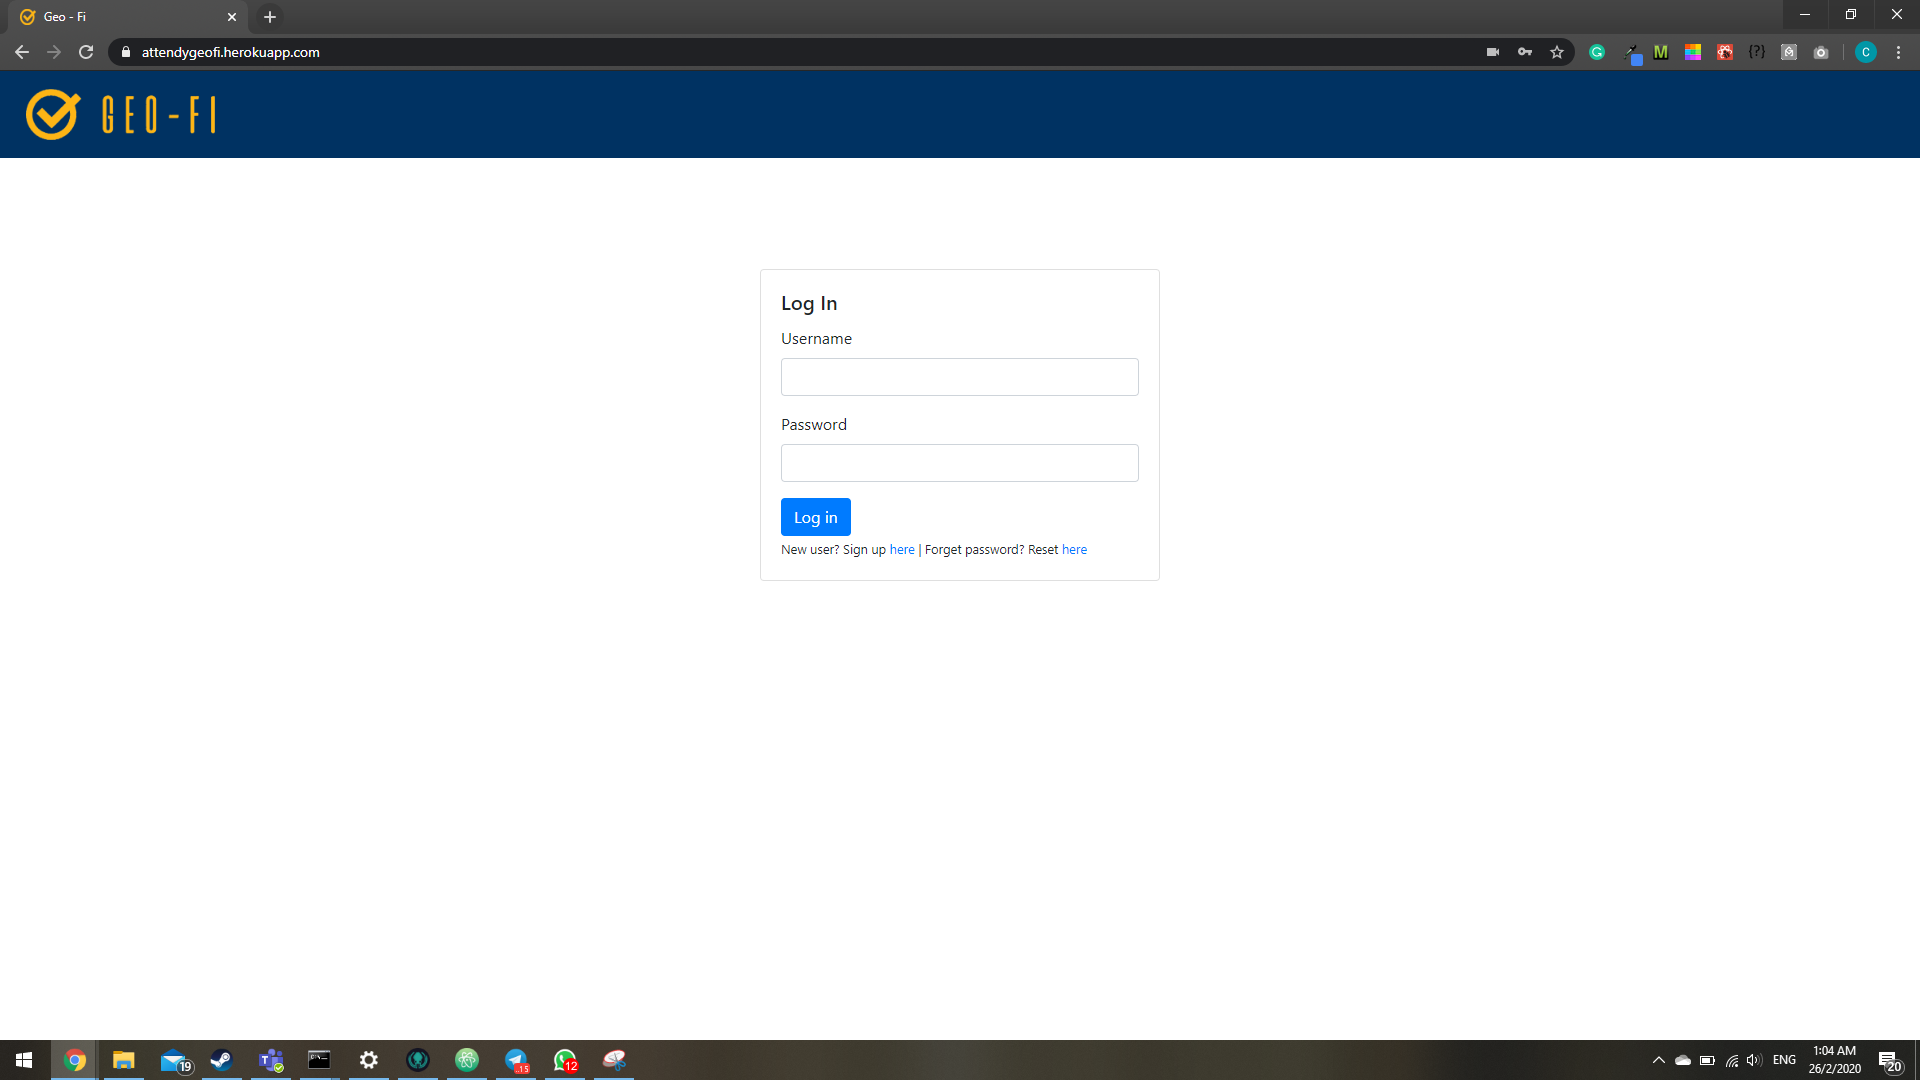 Geo - Fi
attendygeofi.herokuapp.com
GEO-FI
Log In
Username
Password
Log in
New user? Sign up here | Forget password? Reset here
19
.15
12
ENG
1:04 AM
26/2/2020
20